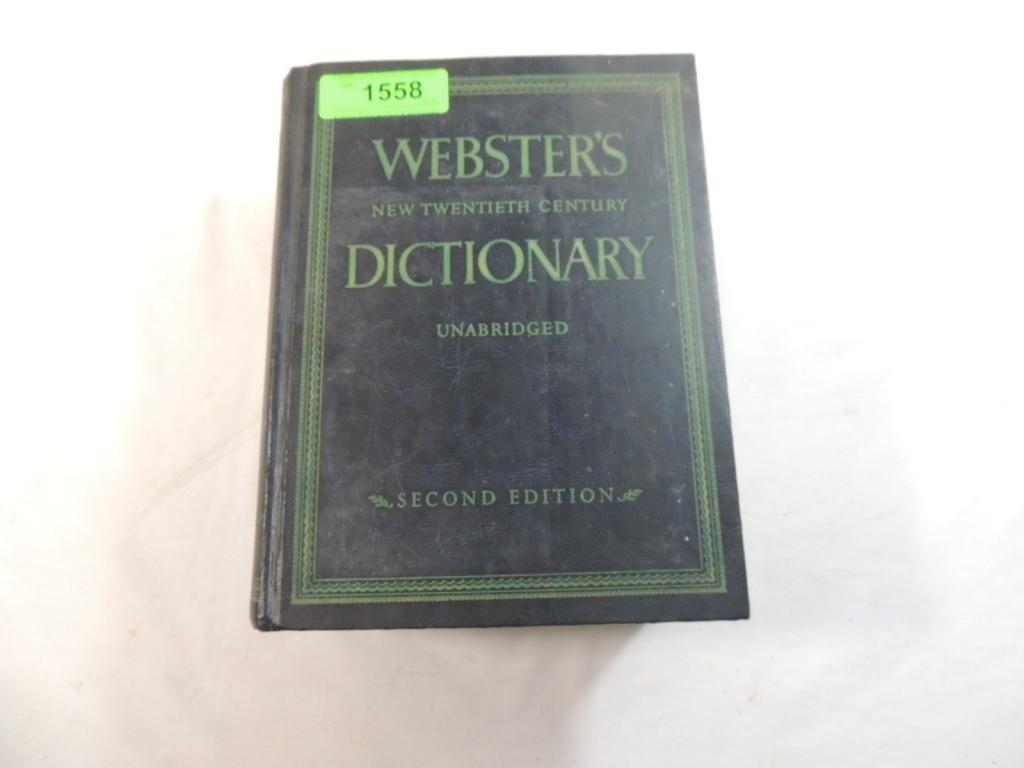 1558
WEBSTER'S
NEW TWENTIETH CENTURY
DICTIONARY
UNABRIDGED
SECOND EDITION